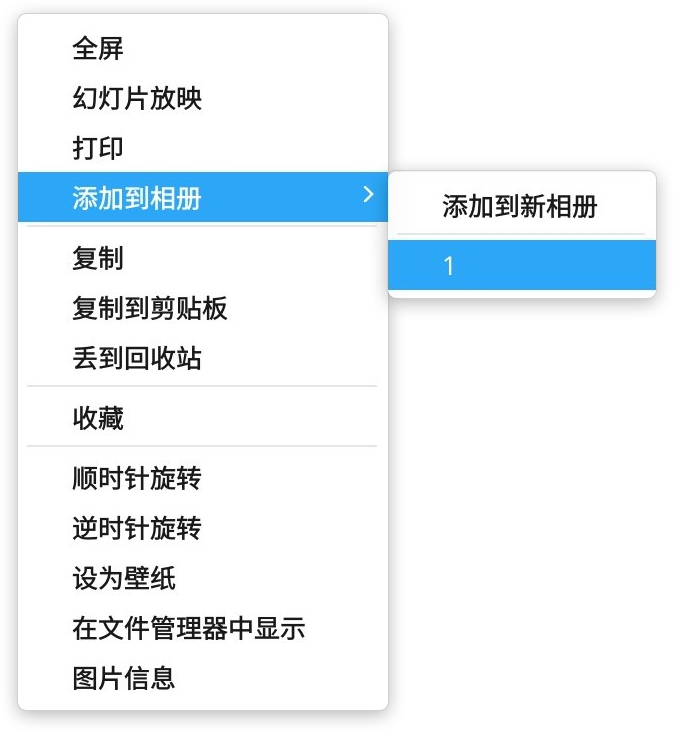 全屏
幻灯片放映
打印
添加到相册
添加到新相册
1
复制
复制到剪贴板
丢到回收站
收藏
顺时针旋转
逆时针旋转
设为壁纸
在文件管理器中显示
图片信息